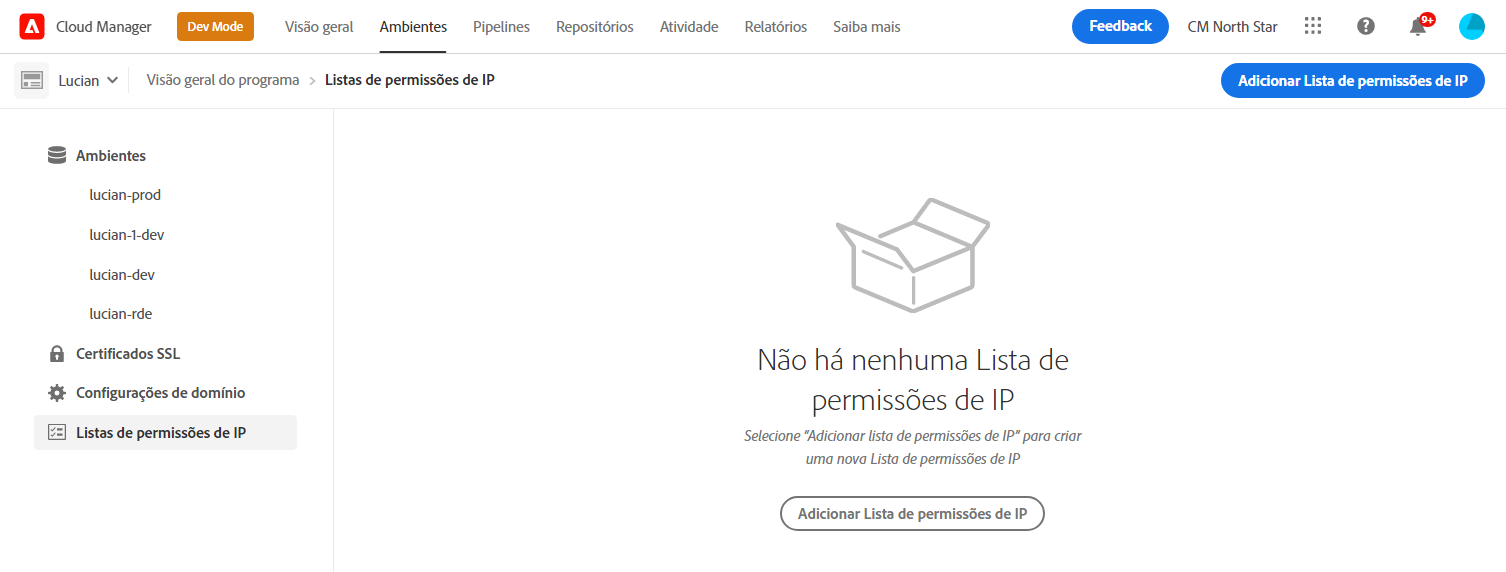 Cloud Manager Dev Mode Visão geral Ambientes Pipelines Repositórios Atividade Relatórios Saiba mais Feedback CM North Star 9+
Lucian Visão geral do programa Listas de permissões de IP Adicionar Lista de permissões de IP
Ambientes
lucian-prod
lucian-1-dev
lucian-dev
lucian-rde
Certificados SSL
Configurações de domínio
Listas de permissões de IP
Não há nenhuma Lista de
permissões de IP
Selecione "Adicionar lista de permissões de IP" para criar
uma nova Lista de permissões de IP
Adicionar Lista de permissões de IP